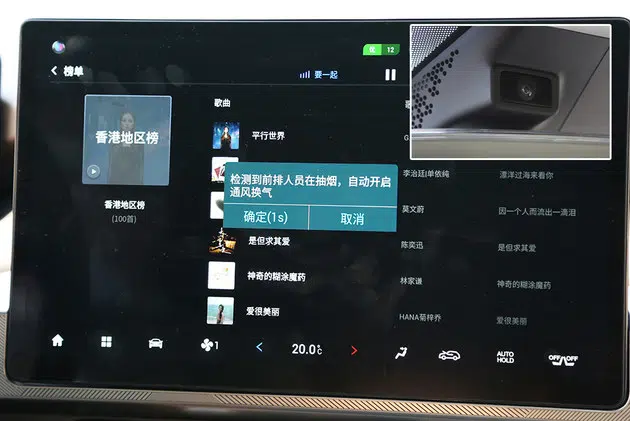 优 12
榜单
要一起
歌曲
香港地区榜
平行世界
香港地区榜
(100首)
检测到前排人员在抽烟，自动开启
通风换气
确定(1s)
取消
李治廷|单依纯
漂洋过海来看你
莫文蔚
因一个人而流出一滴泪
是但求其爱
陈奕迅
是但求其爱
神奇的糊涂魔药
林家谦
神奇的糊涂魔药
爱很美丽
HANA菊梓乔
爱很美丽
1
20.0℃
AUTO
HOLD
OFF OFF